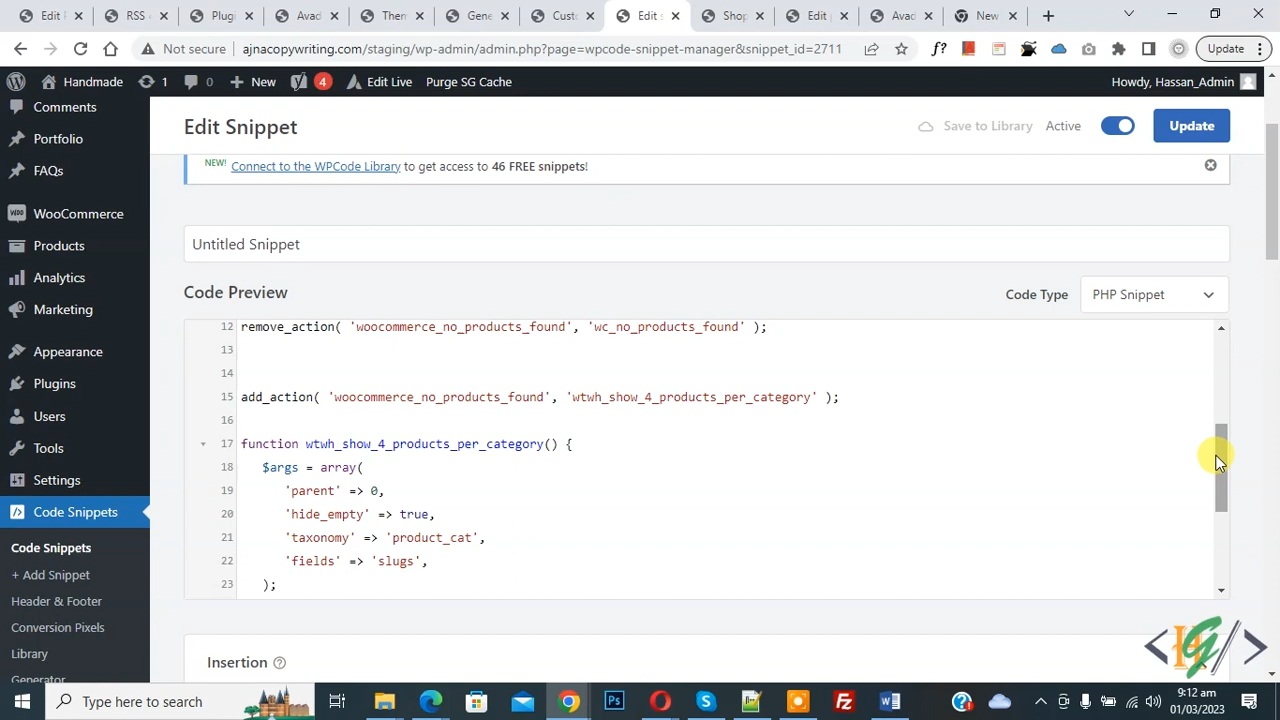 Edit
RSS
Plugi
Avad
Then
Gene
Cust
Edit s
Shop
Edit
Avad
New
Not secure
ajnacopywriting.com/staging/wp-admin/admin.php?page=wpcode-snippet-manager&snippet_id=2711
f?
Update
Handmade
1
0
New
4
Edit Live
Purge SG Cache
Howdy, Hassan_Admin
Comments
Portfolio
FAQs
WooCommerce
Products
Analytics
Marketing
Appearance
Plugins
Users
Tools
Settings
Code Snippets
Code Snippets
+ Add Snippet
Header & Footer
Conversion Pixels
Library
Generator
Edit Snippet
Save to Library
Active
Update
NEW! Connect to the WPCode Library to get access to 46 FREE snippets!
Untitled Snippet
Code Preview
Code Type
PHP Snippet
12 remove_action( 'woocommerce_no_products_found', 'wc_no_products_found' );
13
14
15 add_action( 'woocommerce_no_products_found', 'wtwh_show_4_products_per_category' );
16
17 function wtwh_show_4_products_per_category() {
18 $args = array(
19 'parent' => 0,
20 'hide_empty' => true,
21 'taxonomy' => 'product_cat',
22 'fields' => 'slugs',
23 );
Insertion
Type here to search
9:12 am
01/03/2023